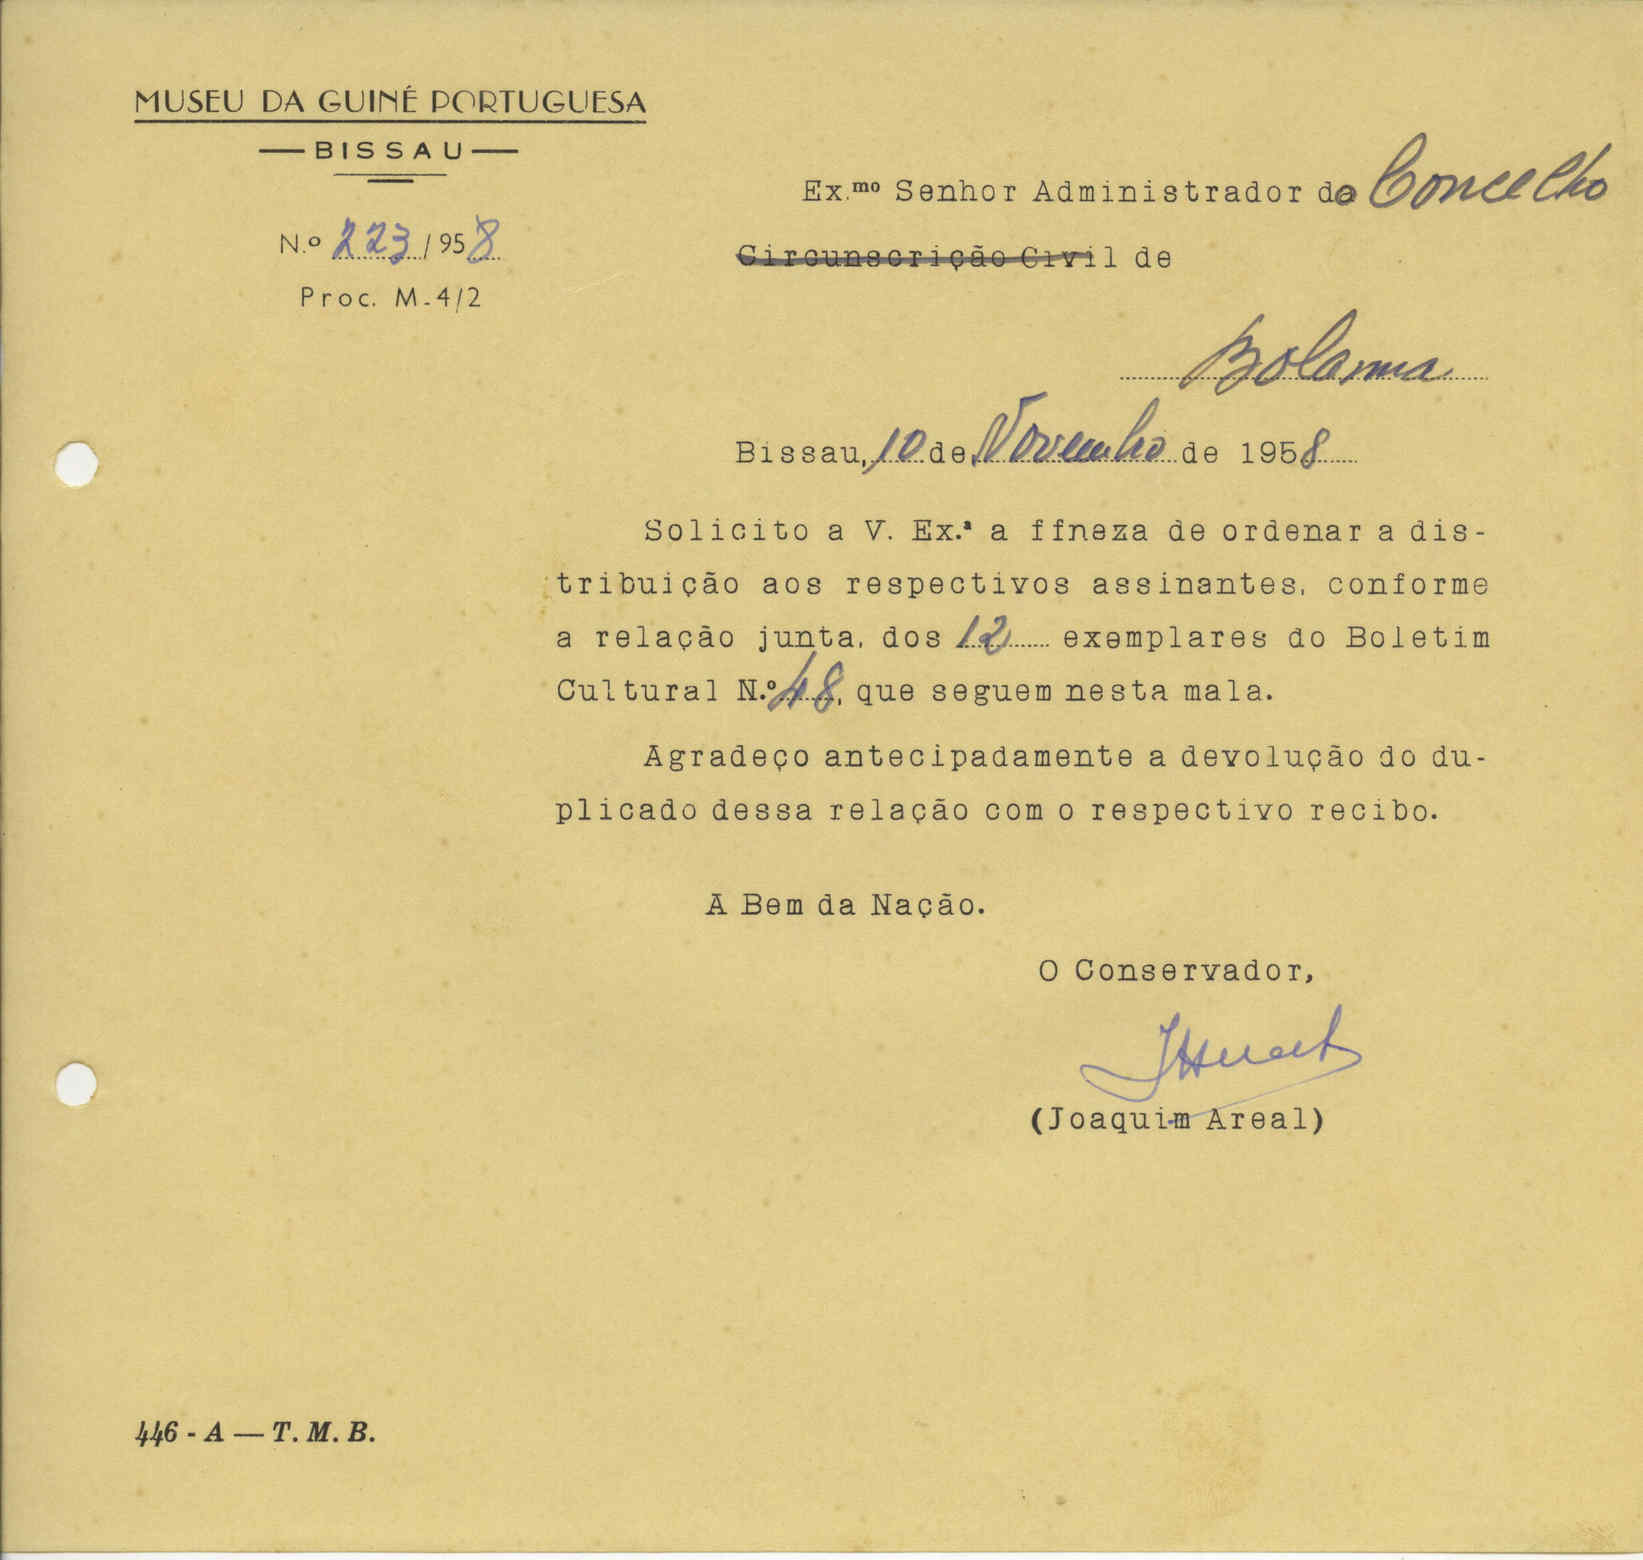 MUSEU DA GUINÉ PORTUGUESA
BISSAU
N.º 223/958
Proc. M-4/2
Ex.mo Senhor Administrador do Concelho
Circunscrição Civil de
Bolama
Bissau, 10 de Novembro de 1958
Solicito a V. Ex.ª a ffneza de ordenar a dis-
tribuição aos respectivos assinantes, conforme
a relação junta, dos 12 exemplares do Boletim
Cultural N.º 48, que seguem nesta mala.
Agradeço antecipadamente a devolução do du-
plicado dessa relação com o respectivo recibo.
A Bem da Nação.
O Conservador,
(Joaquim Areal)
446 - A — T. M. B.